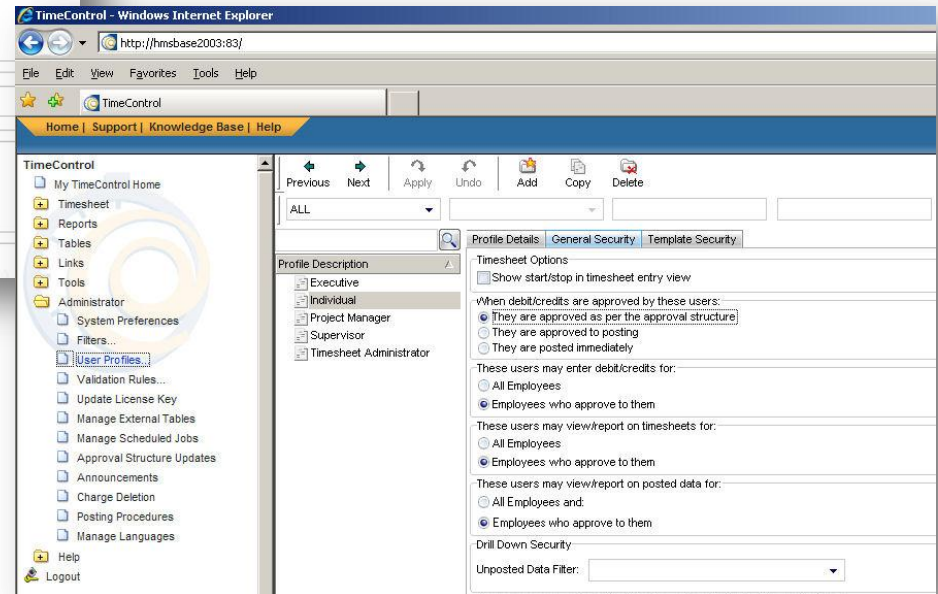 TimeControl - Windows Internet Explorer
http://hmsbase2003:83/
File Edit View Favorites Tools Help
TimeControl
Home | Support | Knowledge Base | Help
TimeControl
My TimeControl Home
Timesheet
Reports
Tables
Links
Tools
Administrator
System Preferences
Filters...
User Profiles...
Validation Rules...
Update License Key
Manage External Tables
Manage Scheduled Jobs
Approval Structure Updates
Announcements
Charge Deletion
Posting Procedures
Manage Languages
Help
Logout
Previous Next Apply Undo Add Copy Delete
ALL
Profile Description
Executive
Individual
Project Manager
Supervisor
Timesheet Administrator
Profile Details General Security Template Security
Timesheet Options
Show start/stop in timesheet entry view
When debit/credits are approved by these users:
They are approved as per the approval structure
They are approved to posting
They are posted immediately
These users may enter debit/credits for:
All Employees
Employees who approve to them
These users may view/report on timesheets for:
All Employees
Employees who approve to them
These users may view/report on posted data for:
All Employees and:
Employees who approve to them
Drill Down Security
Unposted Data Filter: